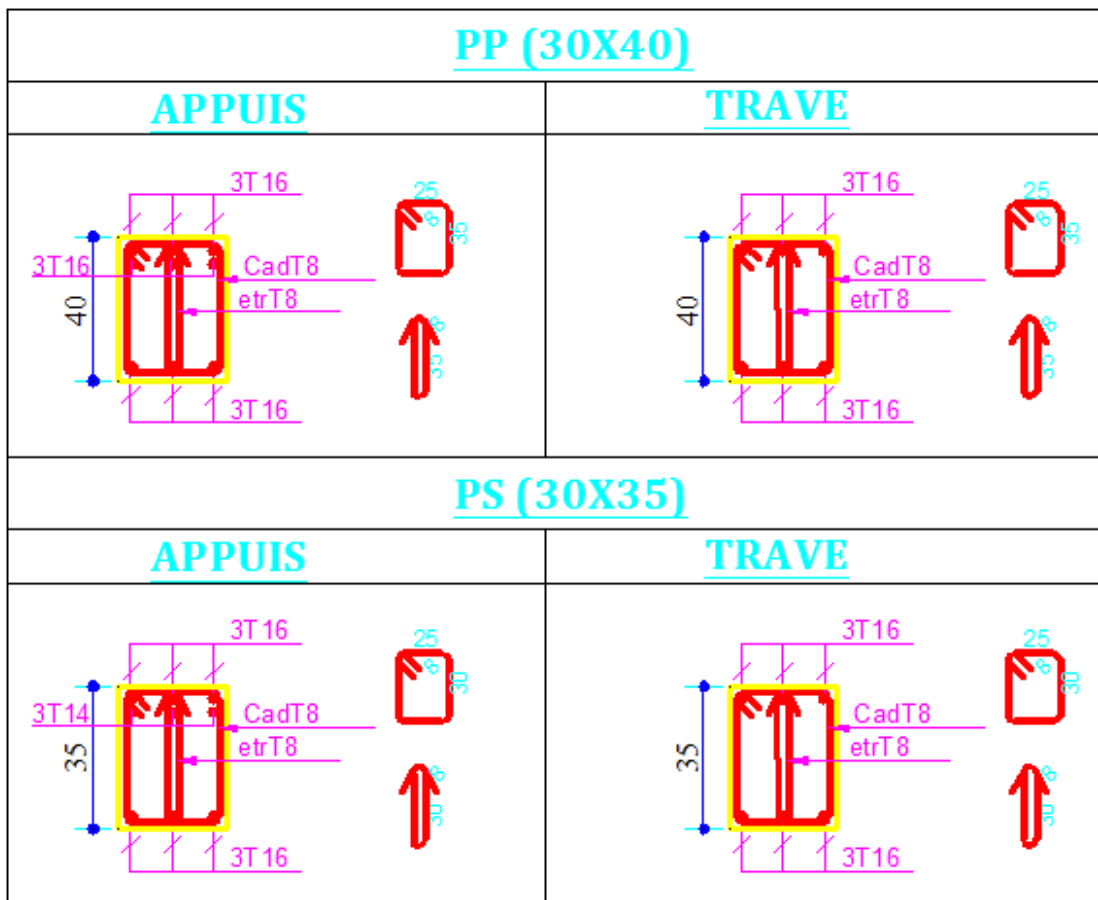 PP (30X40)
APPUIS
TRAVE
3T16
3T16
40
CadT8
etrT8
3T16
25
8
35
8
35
3T16
40
CadT8
etrT8
3T16
25
8
35
8
35
PS (30X35)
APPUIS
TRAVE
3T16
3T14
35
CadT8
etrT8
3T16
25
8
30
8
30
3T16
35
CadT8
etrT8
3T16
25
8
30
8
30